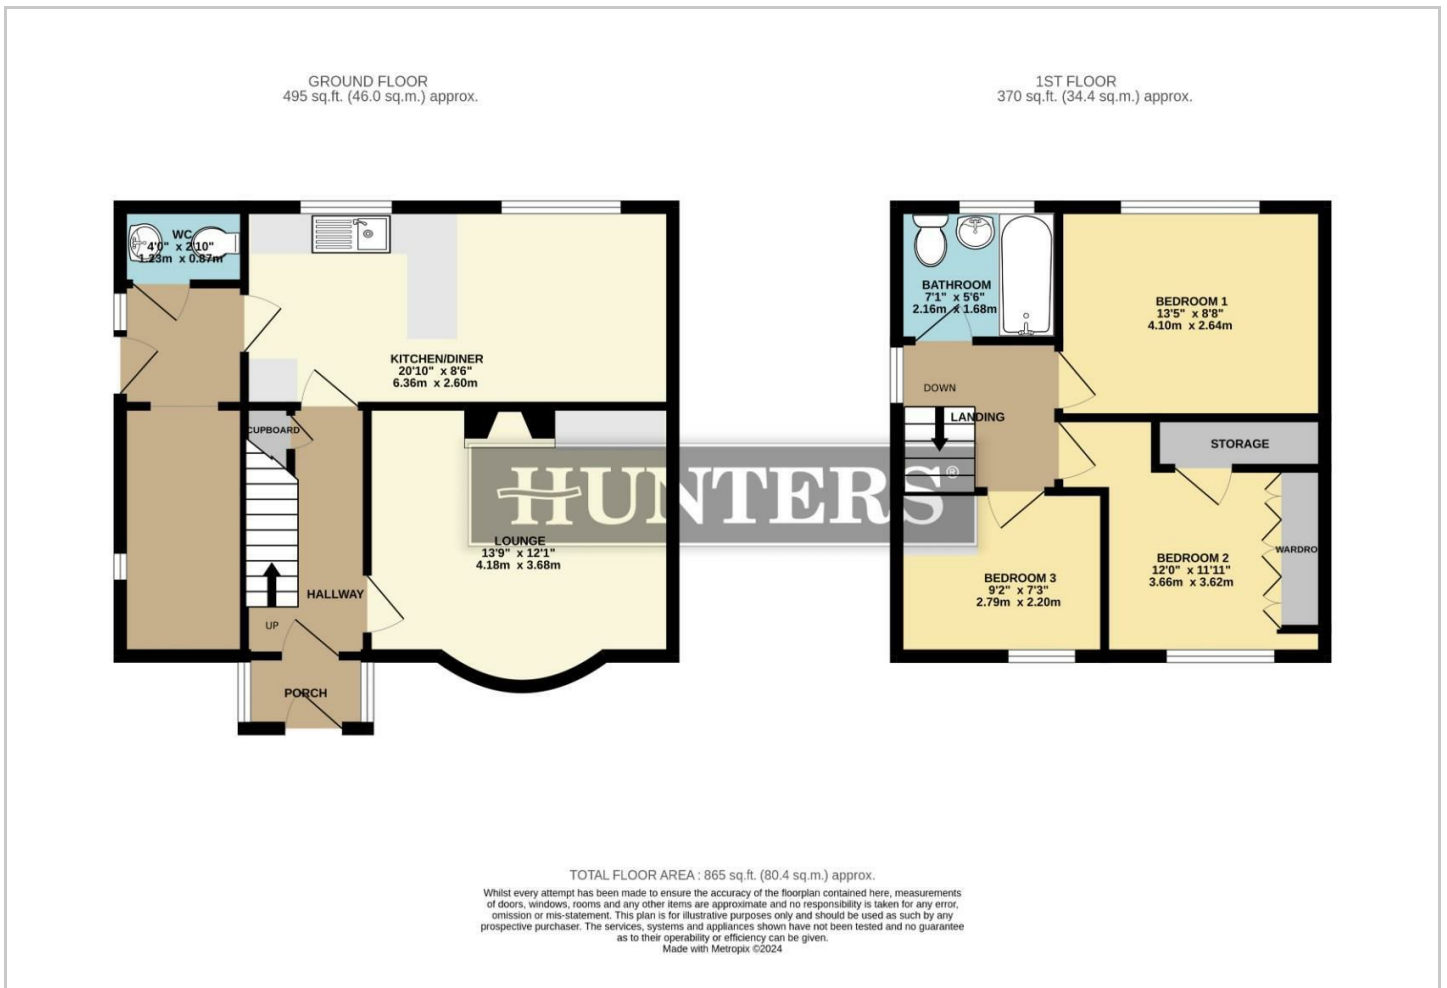 GROUND FLOOR
495 sq.ft. (46.0 sq.m.) approx.
1ST FLOOR
370 sq.ft. (34.4 sq.m.) approx.
WC
4'0" x 2'10"
1.23m x 0.87m
KITCHEN/DINER
20'10" x 8'6"
6.36m x 2.60m
CUPBOARD
LOUNGE
13'9" x 12'1"
4.18m x 3.68m
HALLWAY
UP
PORCH
BATHROOM
7'1" x 5'6"
2.16m x 1.68m
BEDROOM 1
13'5" x 8'8"
4.10m x 2.64m
DOWN
LANDING
STORAGE
HUNTERS®
BEDROOM 2
12'0" x 11'11"
3.66m x 3.62m
WARDRO
BEDROOM 3
9'2" x 7'3"
2.79m x 2.20m
TOTAL FLOOR AREA : 865 sq.ft. (80.4 sq.m.) approx.
Whilst every attempt has been made to ensure the accuracy of the floorplan contained here, measurements
of doors, windows, rooms and any other items are approximate and no responsibility is taken for any error,
omission or mis-statement. This plan is for illustrative purposes only and should be used as such by any
prospective purchaser. The services, systems and appliances shown have not been tested and no guarantee
as to their operability or efficiency can be given.
Made with Metropix ©2024